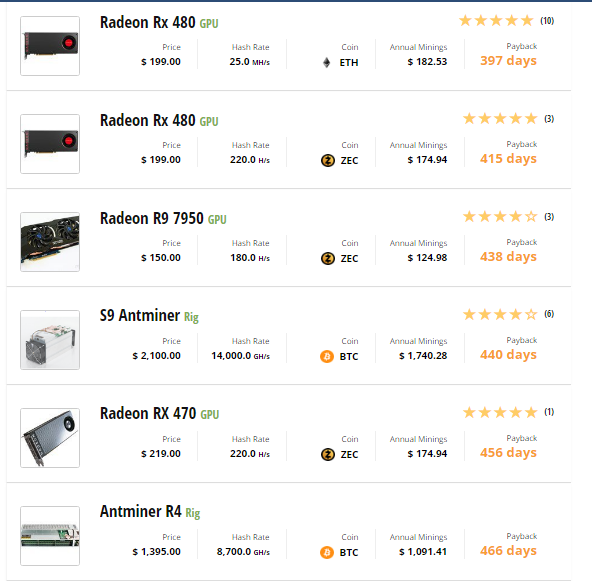 Radeon Rx 480 GPU (10)
Price Hash Rate Coin Annual Minings Payback
$ 199.00 25.0 MH/s ETH $ 182.53 397 days
Radeon Rx 480 GPU (3)
Price Hash Rate Coin Annual Minings Payback
$ 199.00 220.0 H/s ZEC $ 174.94 415 days
Radeon R9 7950 GPU (3)
Price Hash Rate Coin Annual Minings Payback
$ 150.00 180.0 H/s ZEC $ 124.98 438 days
S9 Antminer Rig (6)
Price Hash Rate Coin Annual Minings Payback
$ 2,100.00 14,000.0 GH/s BTC $ 1,740.28 440 days
Radeon RX 470 GPU (1)
Price Hash Rate Coin Annual Minings Payback
$ 219.00 220.0 H/s ZEC $ 174.94 456 days
Antminer R4 Rig
Price Hash Rate Coin Annual Minings Payback
$ 1,395.00 8,700.0 GH/s BTC $ 1,091.41 466 days